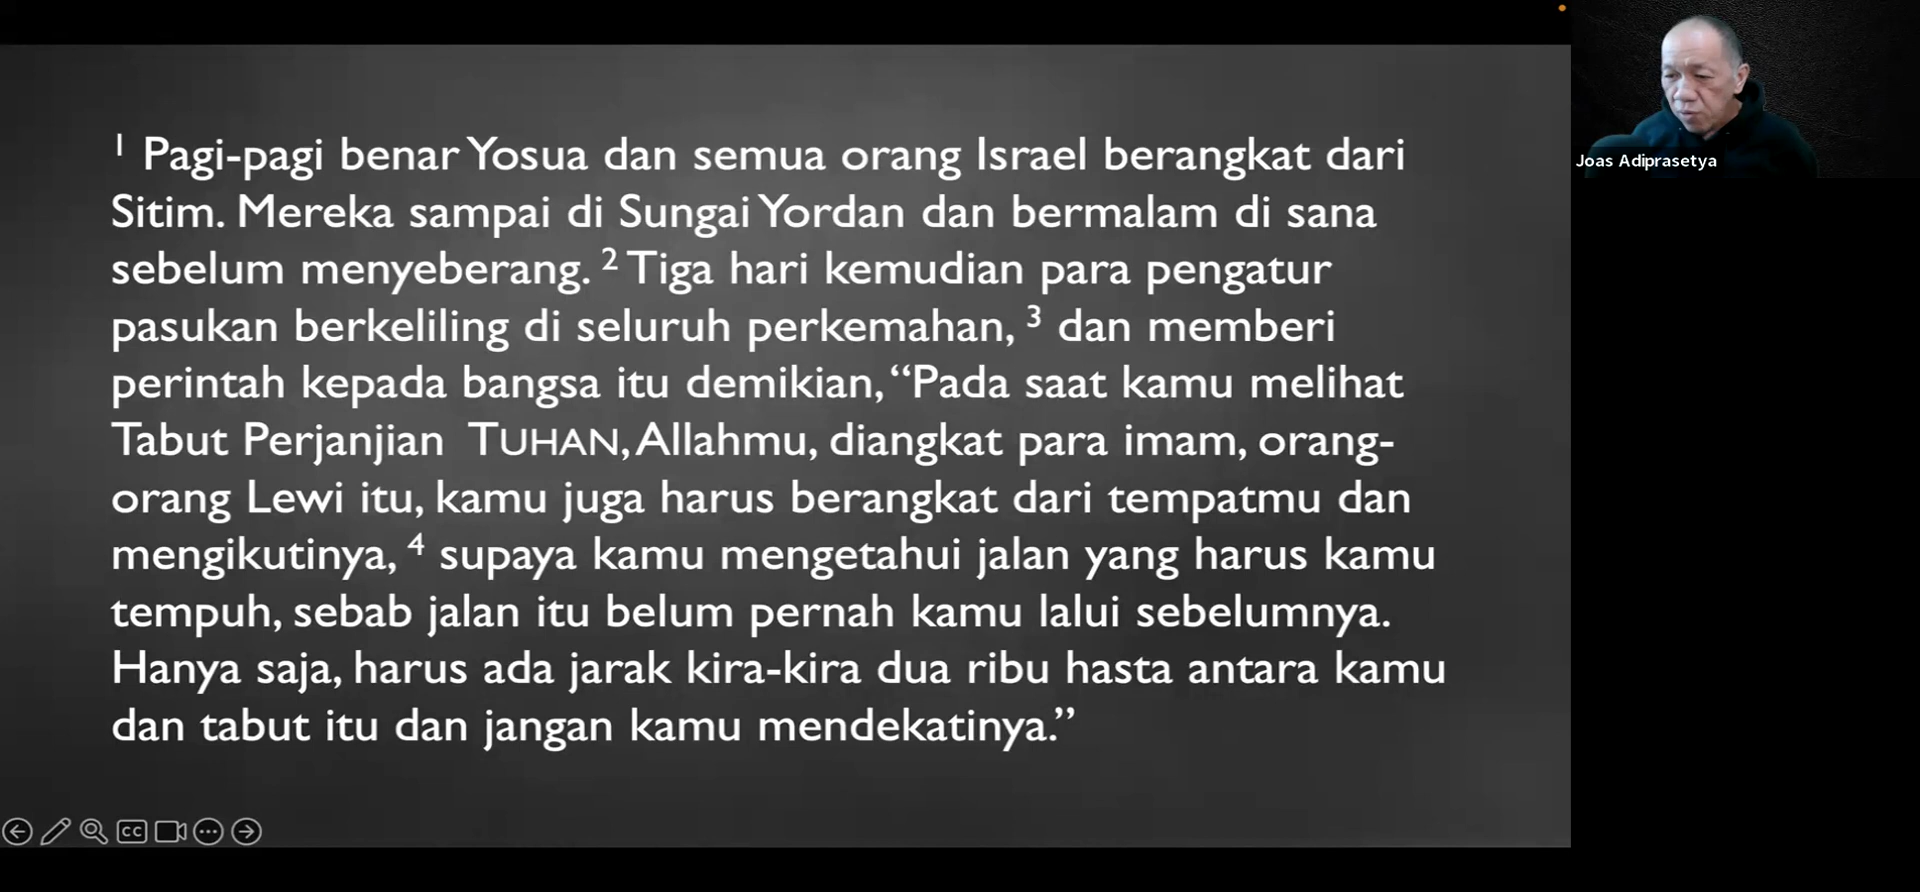 1 Pagi-pagi benar Yosua dan semua orang Israel berangkat dari
Sitim. Mereka sampai di Sungai Yordan dan bermalam di sana
sebelum menyeberang. 2 Tiga hari kemudian para pengatur
pasukan berkeliling di seluruh perkemahan, 3 dan memberi
perintah kepada bangsa itu demikian, “Pada saat kamu melihat
Tabut Perjanjian TUHAN, Allahmu, diangkat para imam, orang-
orang Lewi itu, kamu juga harus berangkat dari tempatmu dan
mengikutinya, 4 supaya kamu mengetahui jalan yang harus kamu
tempuh, sebab jalan itu belum pernah kamu lalui sebelumnya.
Hanya saja, harus ada jarak kira-kira dua ribu hasta antara kamu
dan tabut itu dan jangan kamu mendekatinya.”
CC
Joas Adiprasetya